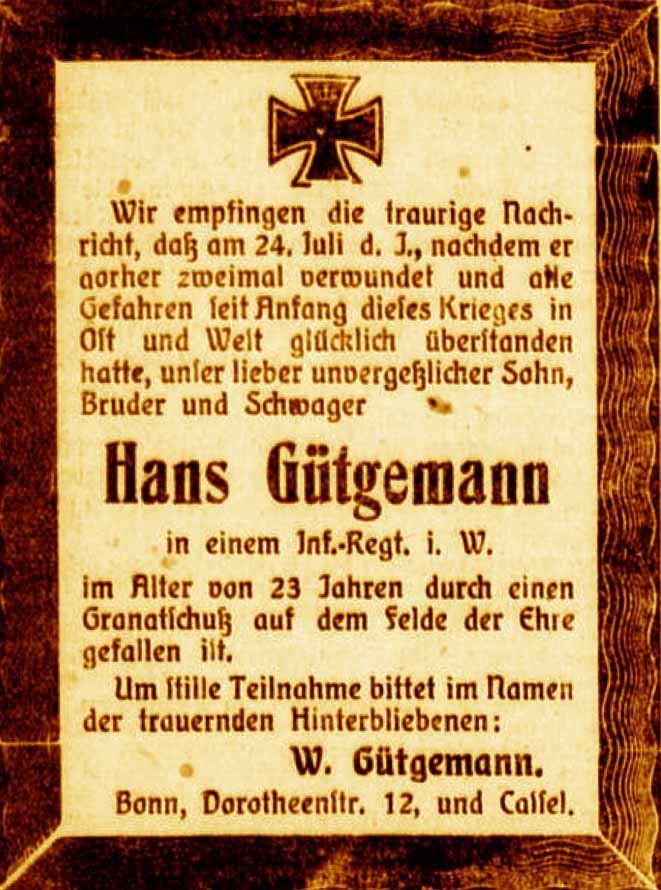 Wir empfingen die traurige Nach-
richt, daß am 24. Juli d. J., nachdem er
vorher zweimal verwundet und alle
Gefahren ſeit Anfang dieſes Krieges in
Oſt und Weſt glücklich überſtanden
hatte, unſer lieber unvergeßlicher Sohn,
Bruder und Schwager
Hans Gütgemann
in einem Inf.-Regt. i. W.
im Alter von 23 Jahren durch einen
Granatſchuß auf dem Felde der Ehre
gefallen iſt.
Um ſtille Teilnahme bittet im Namen
der trauernden Hinterbliebenen:
W. Gütgemann.
Bonn, Dorotheenſtr. 12, und Caſſel.